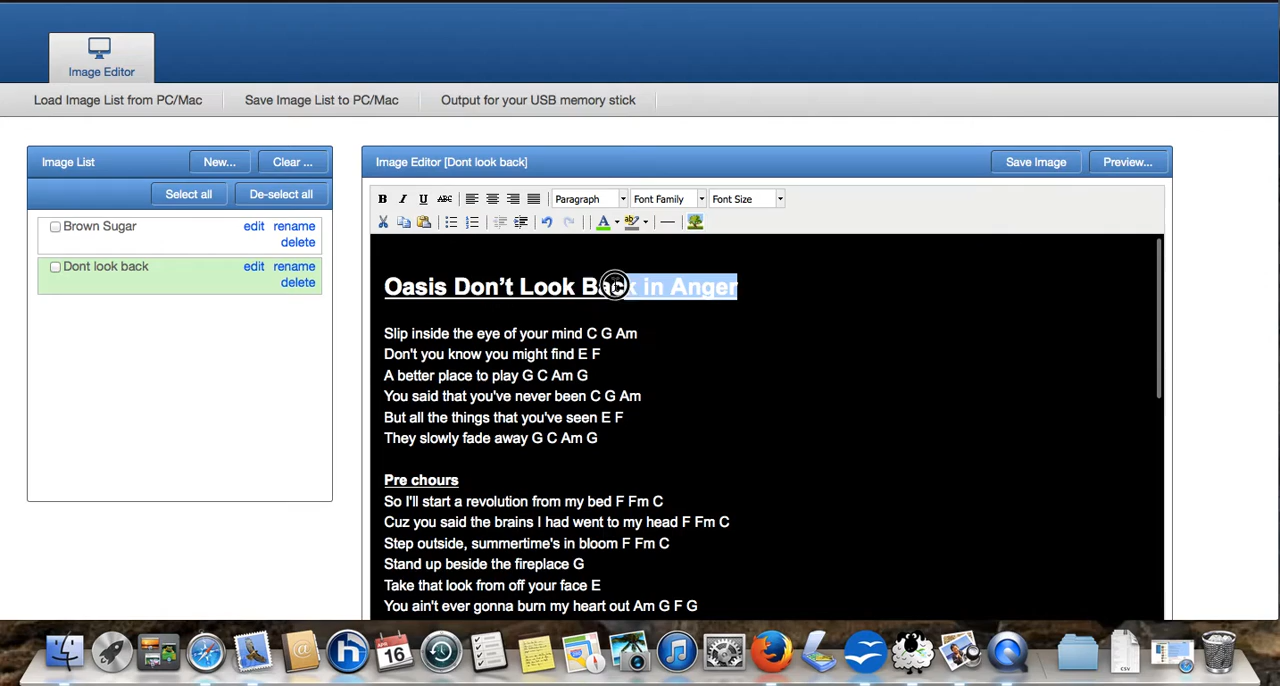 Image Editor
Load Image List from PC/Mac
Save Image List to PC/Mac
Output for your USB memory stick
Image List
New...
Clear ...
Select all
De-select all
Brown Sugar
edit
rename
delete
Dont look back
edit
rename
delete
Image Editor [Dont look back]
Save Image
Preview...
B I U ABC
Paragraph
Font Family
Font Size
A
Oasis Don’t Look Back in Anger
Slip inside the eye of your mind C G Am
Don't you know you might find E F
A better place to play G C Am G
You said that you've never been C G Am
But all the things that you've seen E F
They slowly fade away G C Am G
Pre chours
So I'll start a revolution from my bed F Fm C
Cuz you said the brains I had went to my head F Fm C
Step outside, summertime's in bloom F Fm C
Stand up beside the fireplace G
Take that look from off your face E
You ain't ever gonna burn my heart out Am G F G
@
h
APR
16
CSV